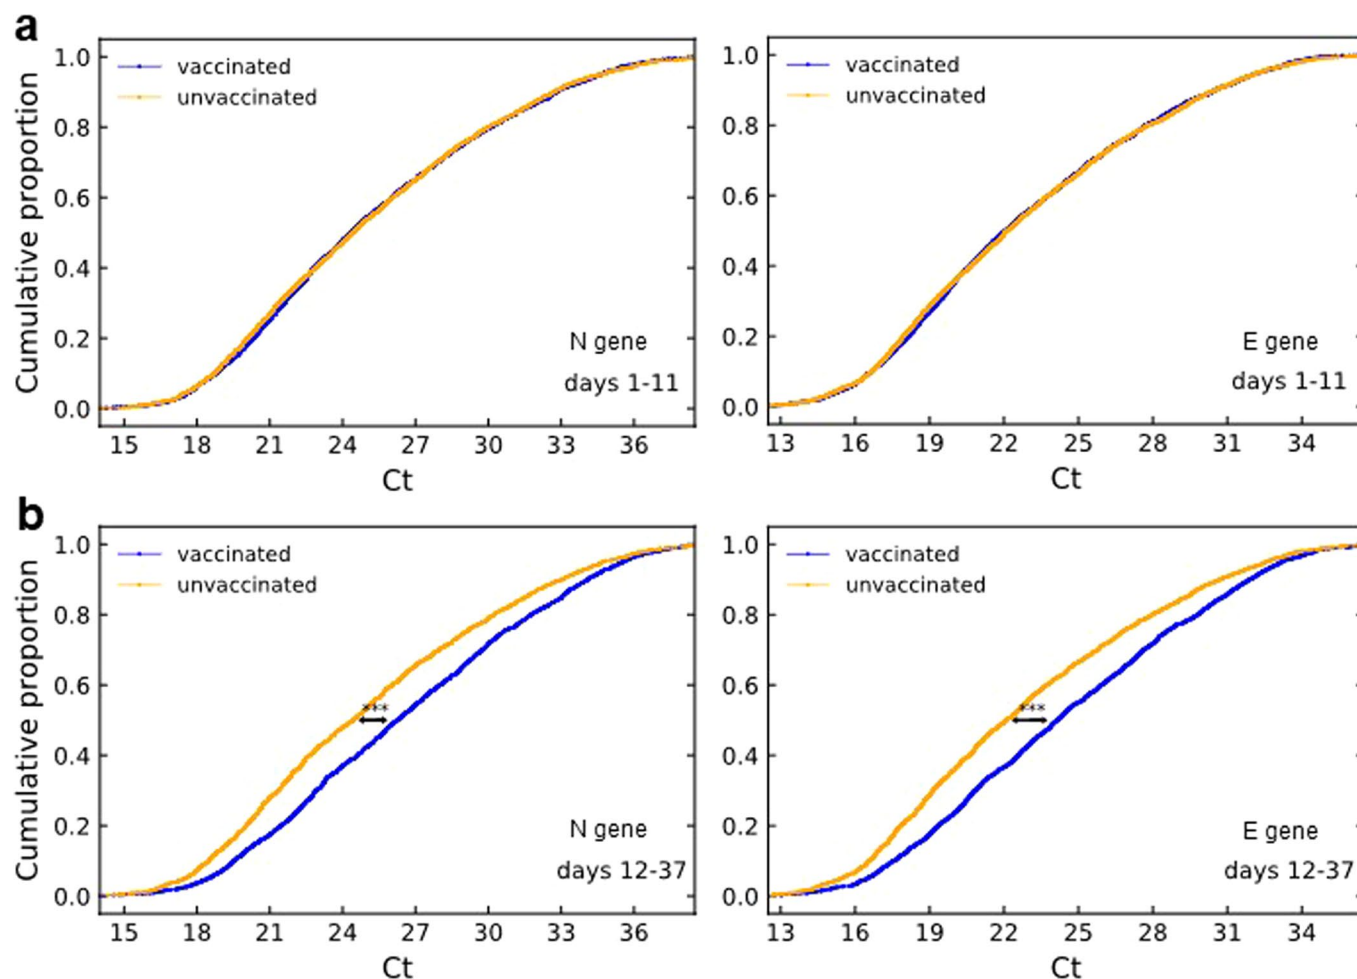 a
vaccinated
unvaccinated
Cumulative proportion
1.0
0.8
0.6
0.4
0.2
0.0
N gene
days 1-11
15 18 21 24 27 30 33 36
Ct
vaccinated
unvaccinated
1.0
0.8
0.6
0.4
0.2
0.0
E gene
days 1-11
13 16 19 22 25 28 31 34
Ct
b
vaccinated
unvaccinated
Cumulative proportion
1.0
0.8
0.6
0.4
0.2
0.0
***
N gene
days 12-37
15 18 21 24 27 30 33 36
Ct
vaccinated
unvaccinated
1.0
0.8
0.6
0.4
0.2
0.0
***
E gene
days 12-37
13 16 19 22 25 28 31 34
Ct